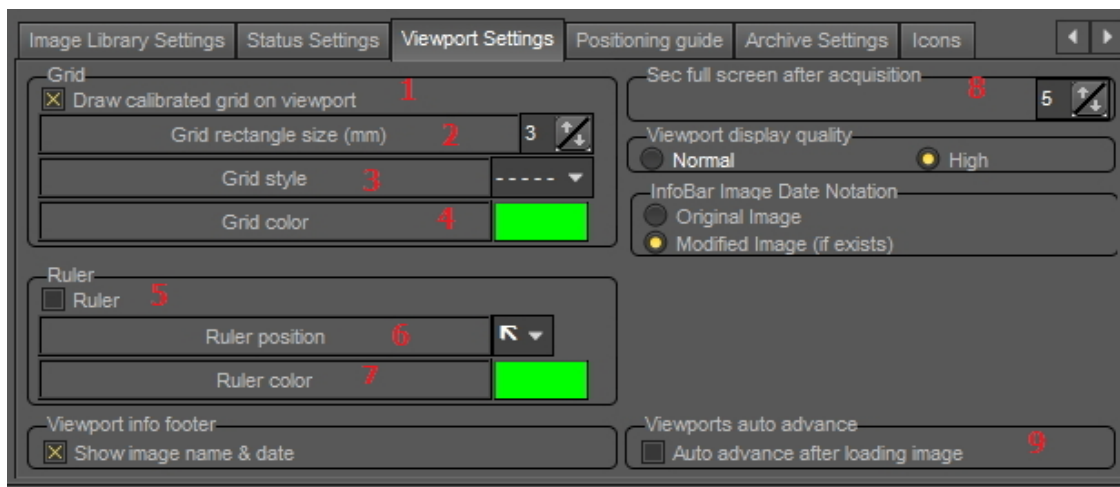 Image Library Settings Status Settings Viewport Settings Positioning guide Archive Settings Icons
Grid
Draw calibrated grid on viewport 1
Grid rectangle size (mm) 2 3
Grid style 3 -----
Grid color 4
Ruler
Ruler 5
Ruler position 6
Ruler color 7
Viewport info footer
Show image name & date
Sec full screen after acquisition 8
5
Viewport display quality
Normal High
InfoBar Image Date Notation
Original Image
Modified Image (if exists)
Viewports auto advance
Auto advance after loading image 9